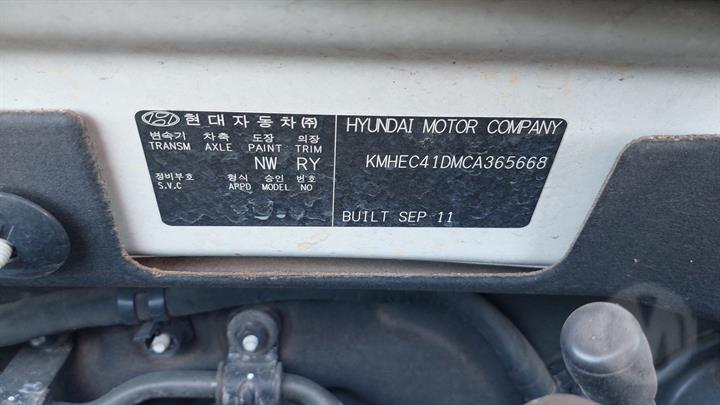 현대자동차(주)
변속기 차축 도장 의장
TRANSM AXLE PAINT TRIM
NW RY
정비부호 형식 승인 번호
S.V.C APPD MODEL NO
HYUNDAI MOTOR COMPANY
KMHEC41DMCA365668
BUILT SEP 11